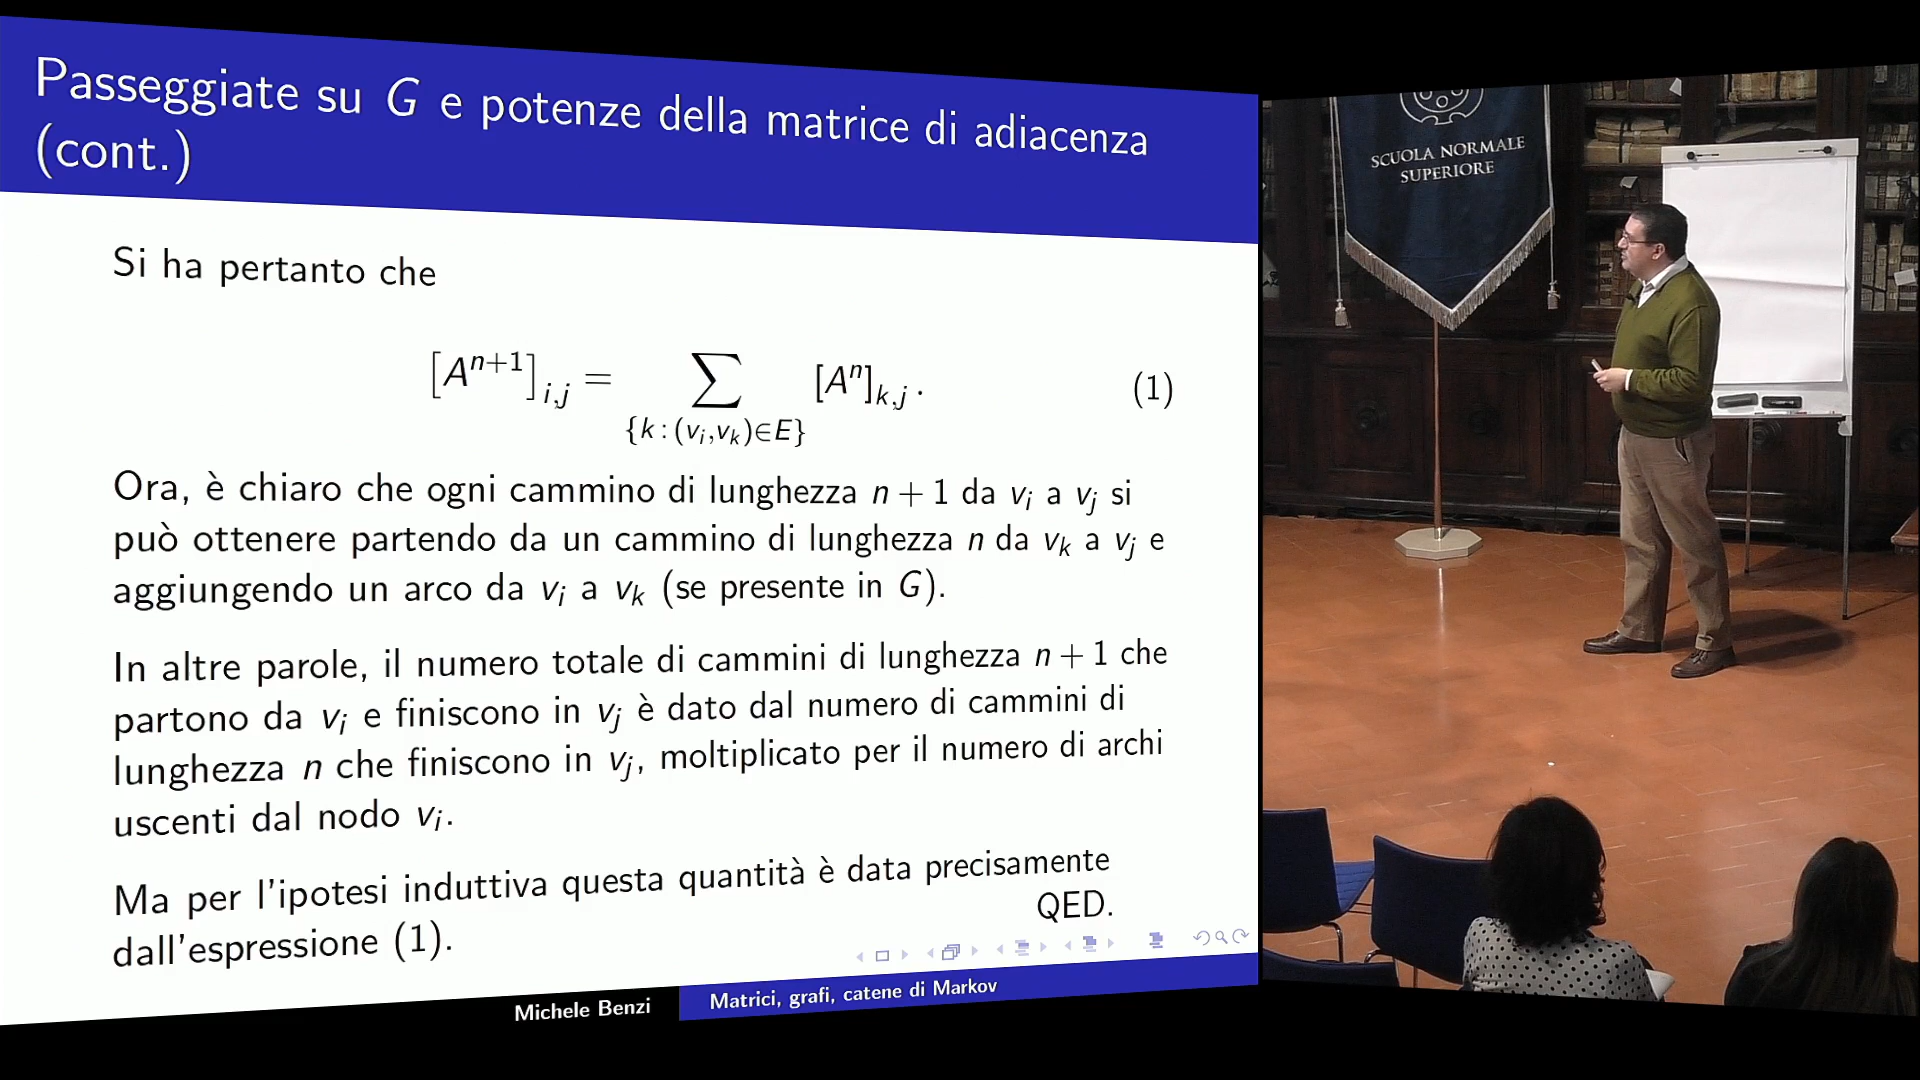 Passeggiate su G e potenze della matrice di adiacenza
(cont.)
Si ha pertanto che
[A^{n+1}]_{i,j} = ∑_{{k : (v_i,v_k)∈E}} [A^n]_{k,j} . (1)
Ora, è chiaro che ogni cammino di lunghezza n + 1 da v_i a v_j si
può ottenere partendo da un cammino di lunghezza n da v_k a v_j e
aggiungendo un arco da v_i a v_k (se presente in G).
In altre parole, il numero totale di cammini di lunghezza n + 1 che
partono da v_i e finiscono in v_j è dato dal numero di cammini di
lunghezza n che finiscono in v_j, moltiplicato per il numero di archi
uscenti dal nodo v_i.
Ma per l'ipotesi induttiva questa quantità è data precisamente
dall'espressione (1). QED.
Michele Benzi Matrici, grafi, catene di Markov
SCUOLA NORMALE
SUPERIORE